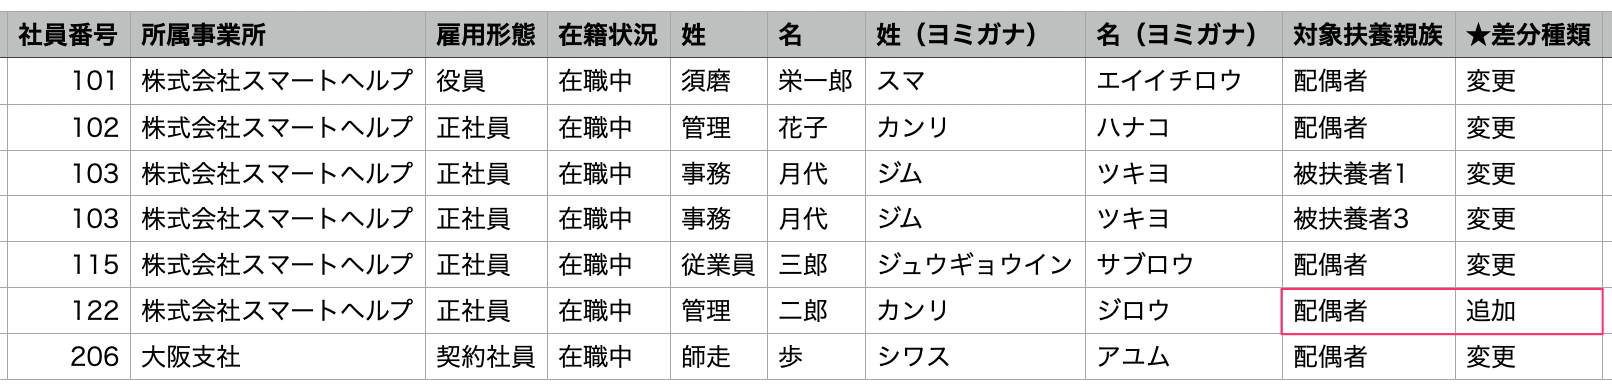 社員番号 所属事業所 雇用形態 在籍状況 姓 名 姓（ヨミガナ） 名（ヨミガナ） 対象扶養親族 ★差分種類
101 株式会社スマートヘルプ 役員 在職中 須磨 栄一郎 スマ エイイチロウ 配偶者 変更
102 株式会社スマートヘルプ 正社員 在職中 管理 花子 カンリ ハナコ 配偶者 変更
103 株式会社スマートヘルプ 正社員 在職中 事務 月代 ジム ツキヨ 被扶養者1 変更
103 株式会社スマートヘルプ 正社員 在職中 事務 月代 ジム ツキヨ 被扶養者3 変更
115 株式会社スマートヘルプ 正社員 在職中 従業員 三郎 ジュウギョウイン サブロウ 配偶者 変更
122 株式会社スマートヘルプ 正社員 在職中 管理 二郎 カンリ ジロウ 配偶者 追加
206 大阪支社 契約社員 在職中 師走 歩 シワス アユム 配偶者 変更